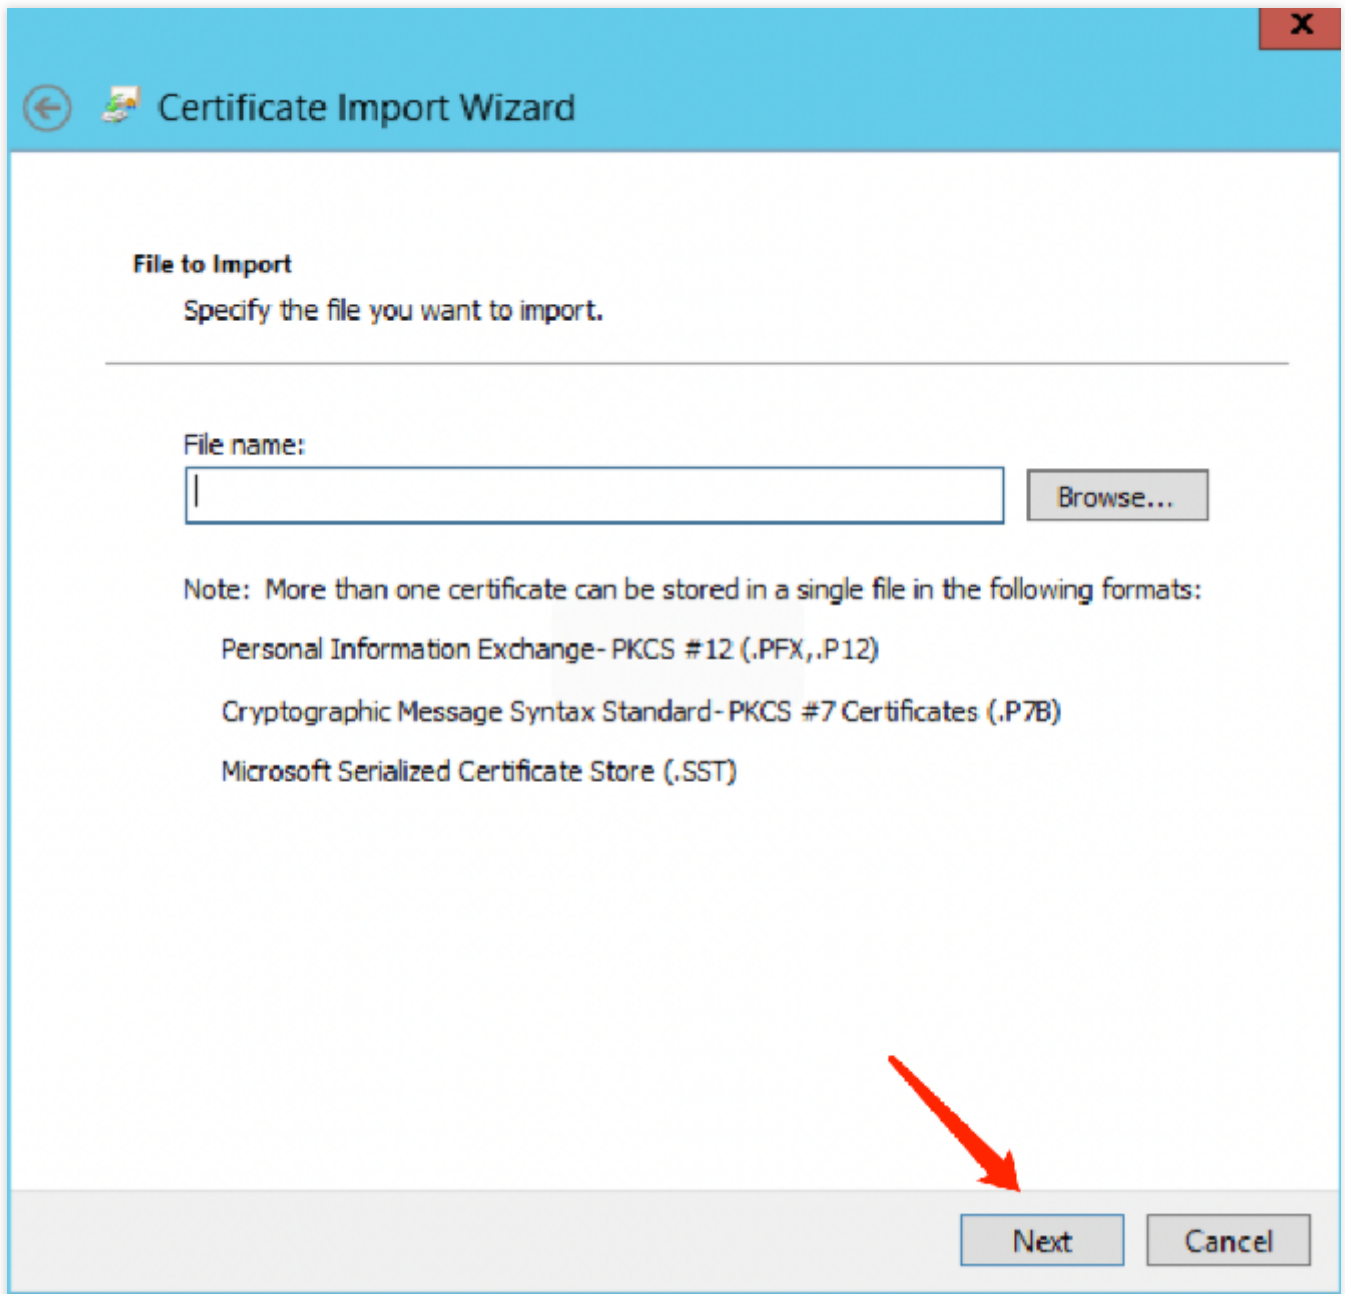 X
Certificate Import Wizard
File to Import
Specify the file you want to import.
File name:
Browse...
Note:  More than one certificate can be stored in a single file in the following formats:
Personal Information Exchange- PKCS #12 (.PFX,.P12)
Cryptographic Message Syntax Standard- PKCS #7 Certificates (.P7B)
Microsoft Serialized Certificate Store (.SST)
Next
Cancel